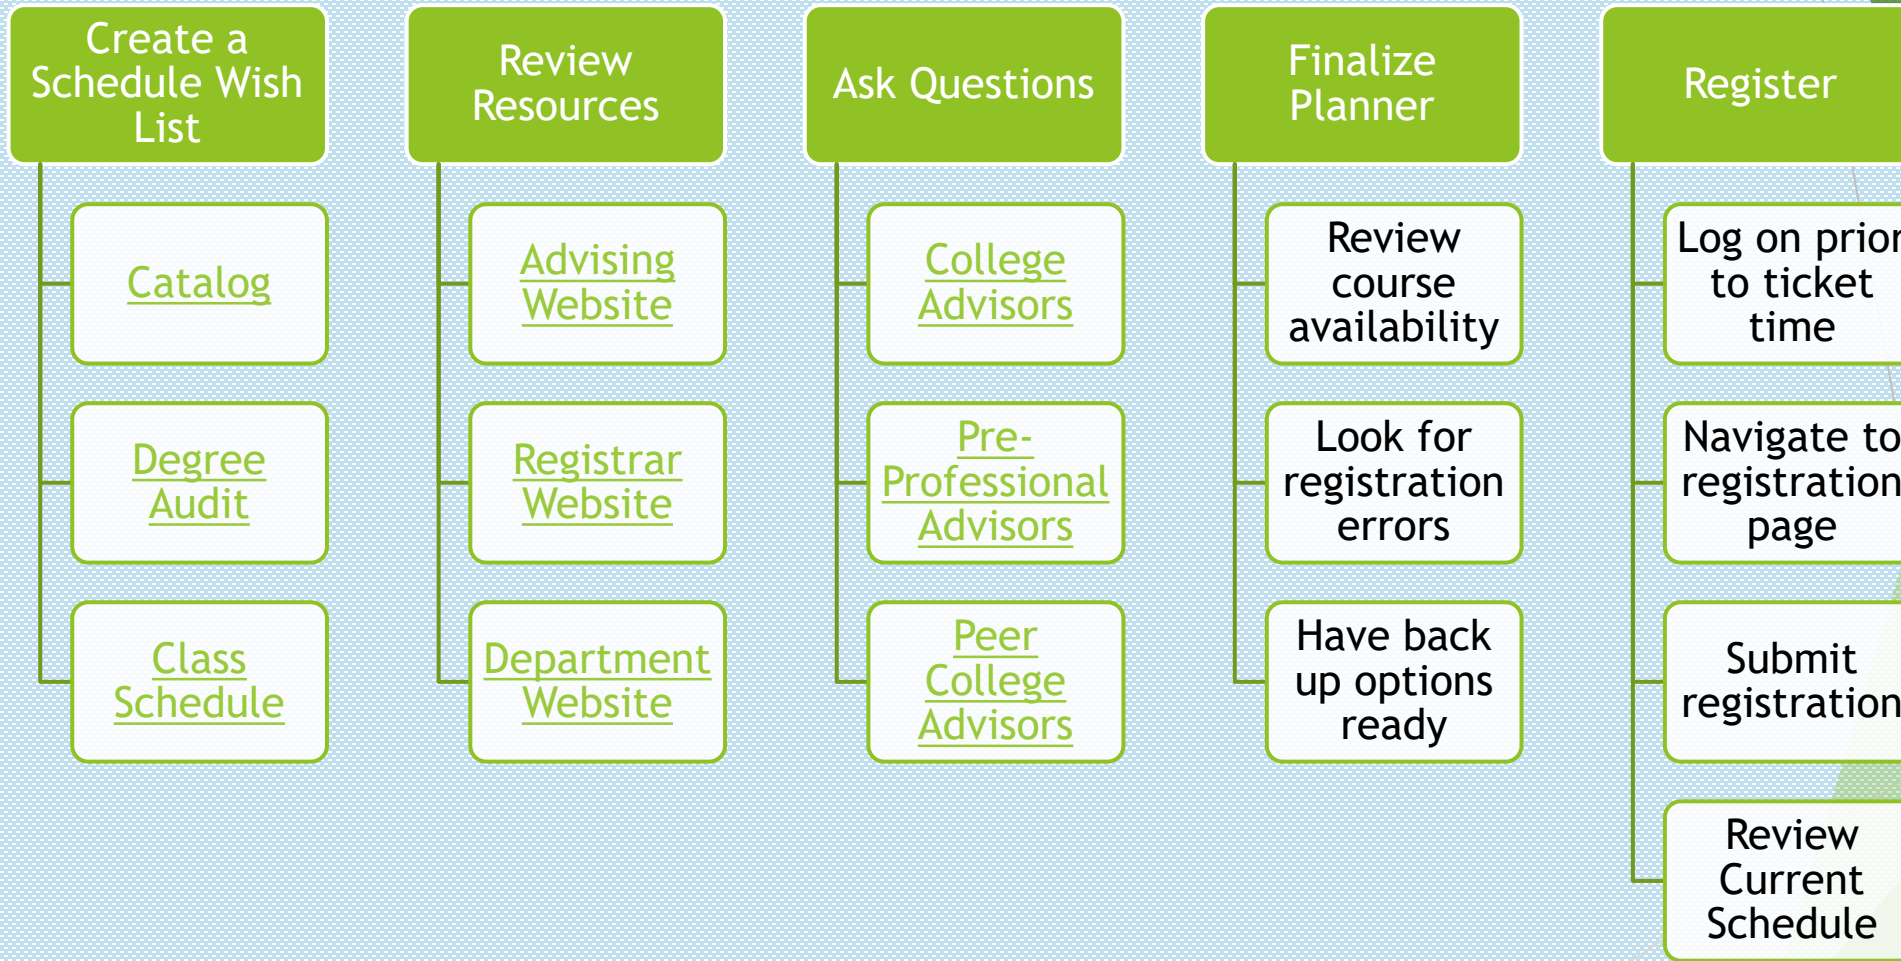 Create a
Schedule Wish
List
Catalog
Degree
Audit
Class
Schedule
Review
Resources
Advising
Website
Registrar
Website
Department
Website
Ask Questions
College
Advisors
Pre-
Professional
Advisors
Peer
College
Advisors
Finalize
Planner
Review
course
availability
Look for
registration
errors
Have back
up options
ready
Register
Log on prior
to ticket
time
Navigate to
registration
page
Submit
registration
Review
Current
Schedule